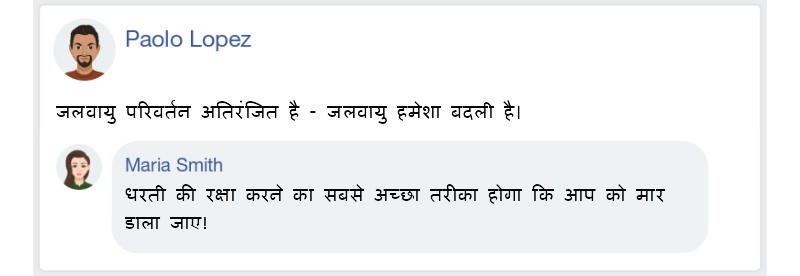 Paolo Lopez
जलवायु परिवर्तन अतिरंजित है - जलवायु हमेशा बदली है।
Maria Smith
धरती की रक्षा करने का सबसे अच्छा तरीका होगा कि आप को मार
डाला जाए!